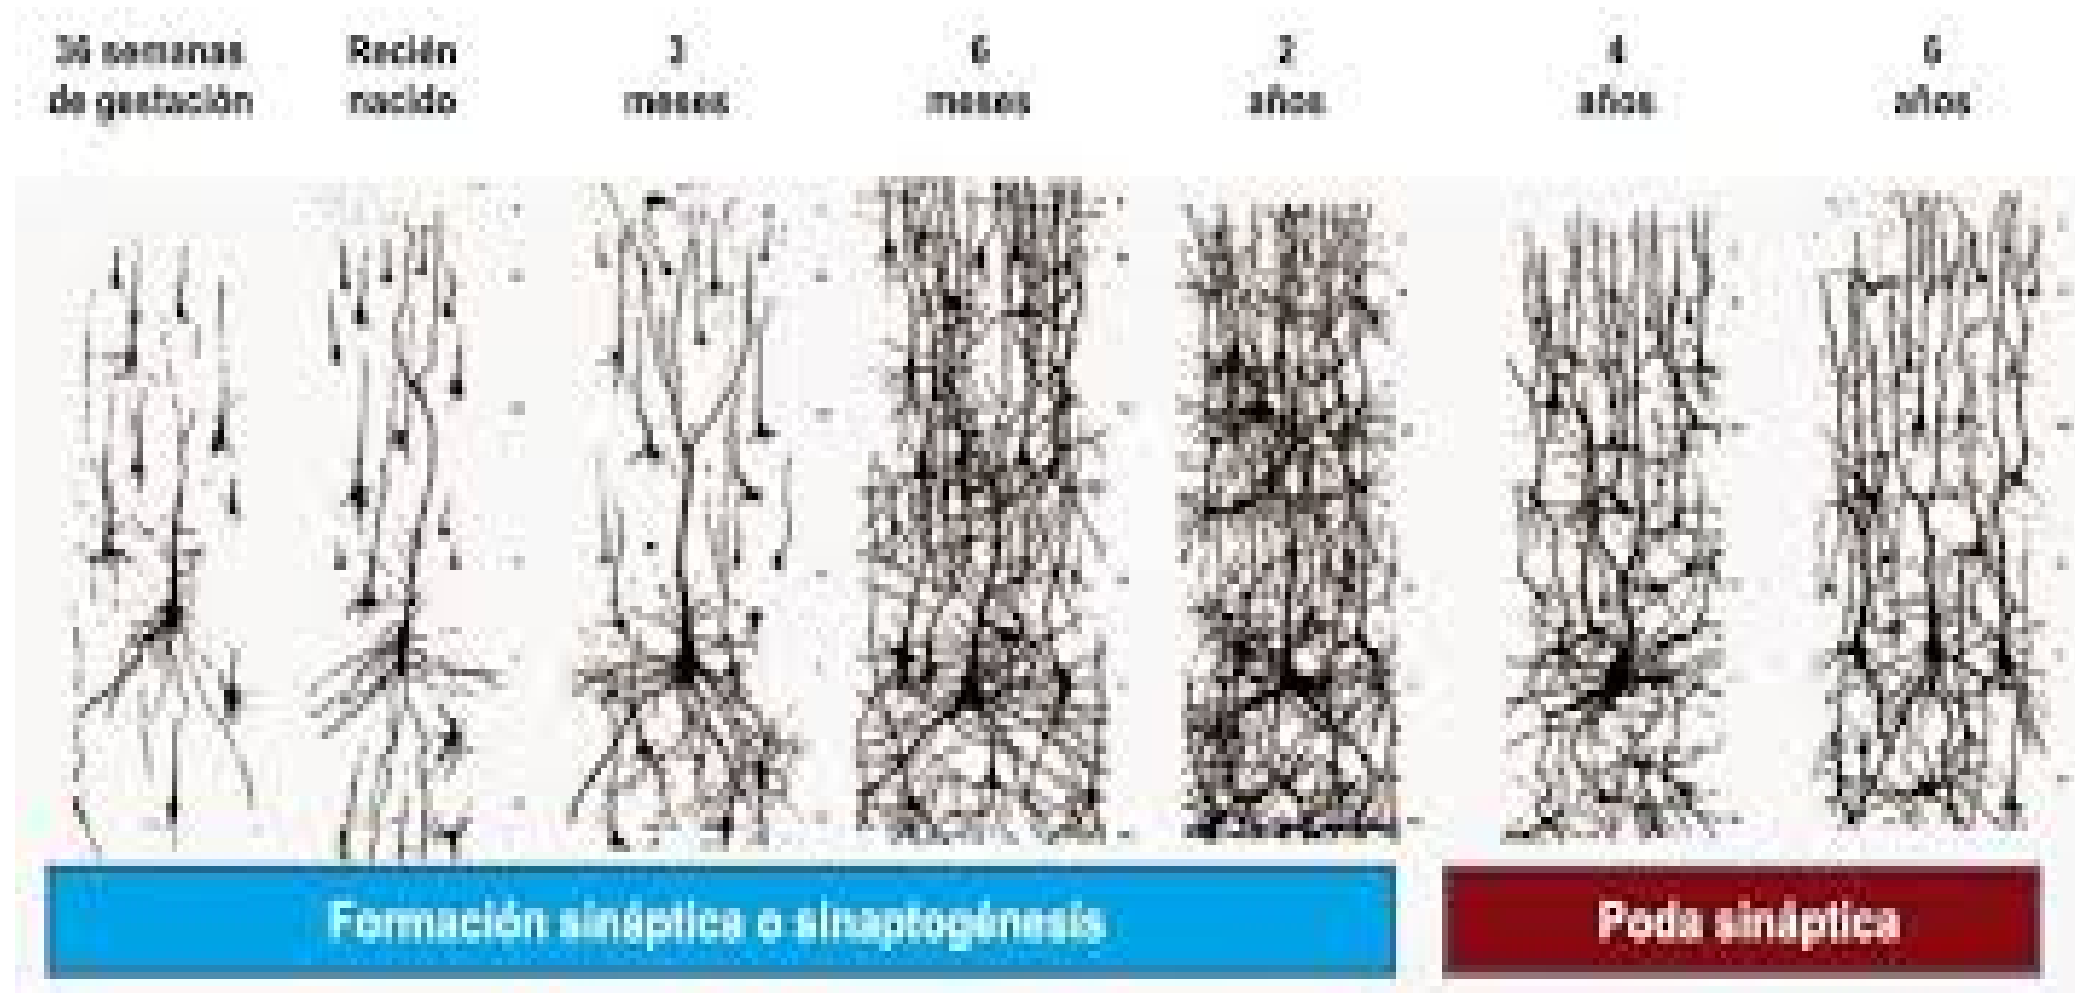 36 semanas
de gestación
Recién
nacido
3
meses
6
meses
2
años
4
años
6
años
Formación sináptica o sinaptogénesis
Poda sináptica